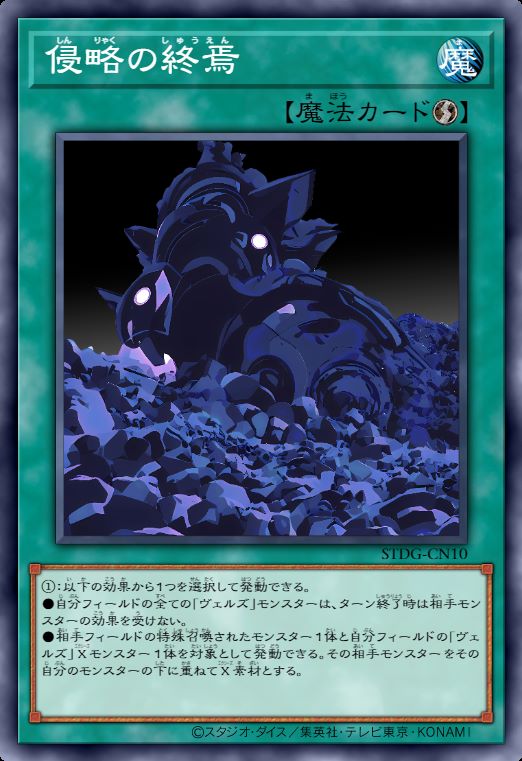 侵略の終焉
魔
【魔法カード】
STDG-CN10
①:以下の効果から1つを選択して発動できる。
●自分フィールドの全ての「ヴェルズ」モンスターは、ターン終了時は相手モン
スターの効果を受けない。
●相手フィールドの特殊召喚されたモンスター1体と自分フィールドの「ヴェ
ルズ」Xモンスター1体を対象として発動できる。その相手モンスターをその
自分のモンスターの下に重ねてX素材とする。
©スタジオ・ダイス/集英社・テレビ東京・KONAMI